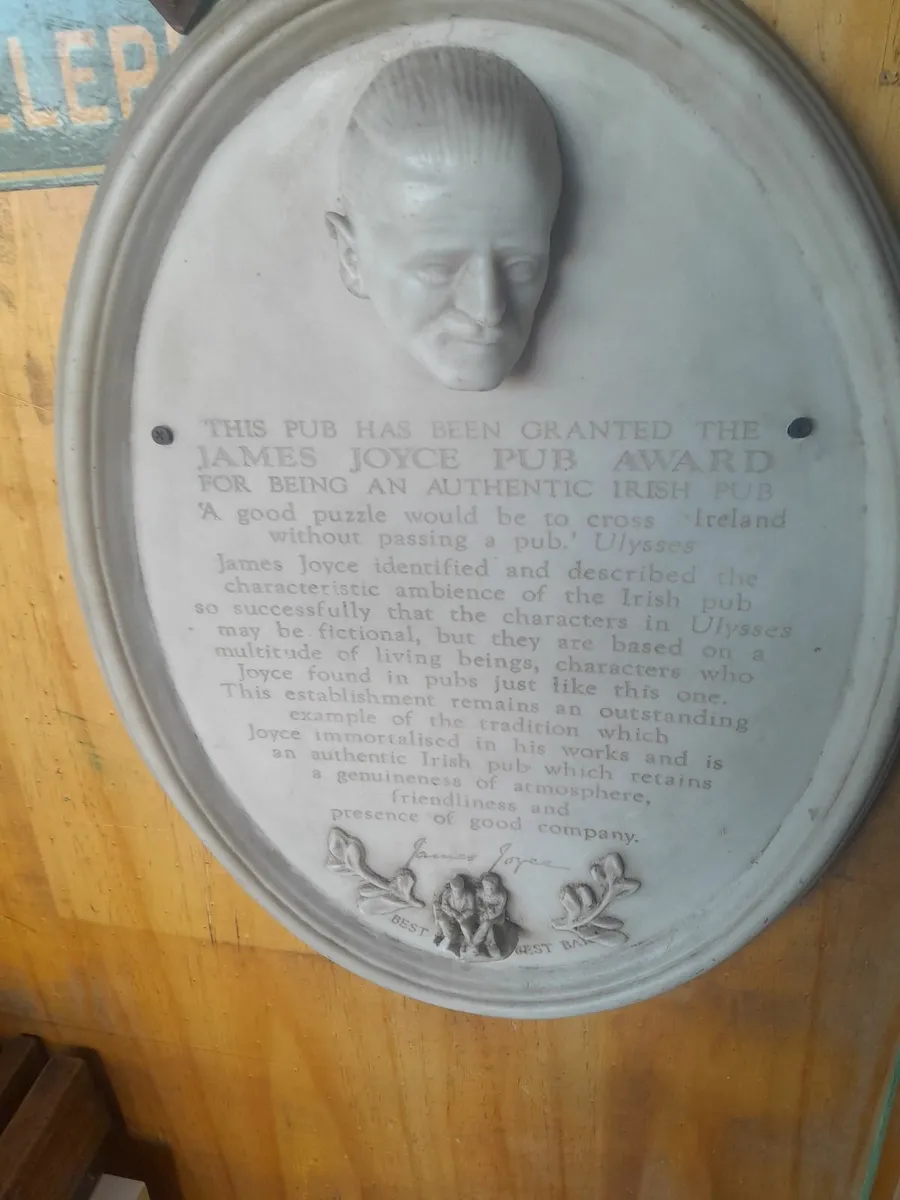 LLEP
THIS PUB HAS BEEN GRANTED THE
JAMES JOYCE PUB AWARD
FOR BEING AN AUTHENTIC IRISH PUB
'A good puzzle would be to cross Ireland
without passing a pub.' Ulysses
James Joyce identified and described the
characteristic ambience of the Irish pub
so successfully that the characters in Ulysses
may be fictional, but they are based on a
multitude of living beings, characters who
Joyce found in pubs just like this one.
This establishment remains an outstanding
example of the tradition which
Joyce immortalised in his works and is
an authentic Irish pub which retains
a genuineness of atmosphere,
friendliness and
presence of good company.
James Joyce
BEST BEST